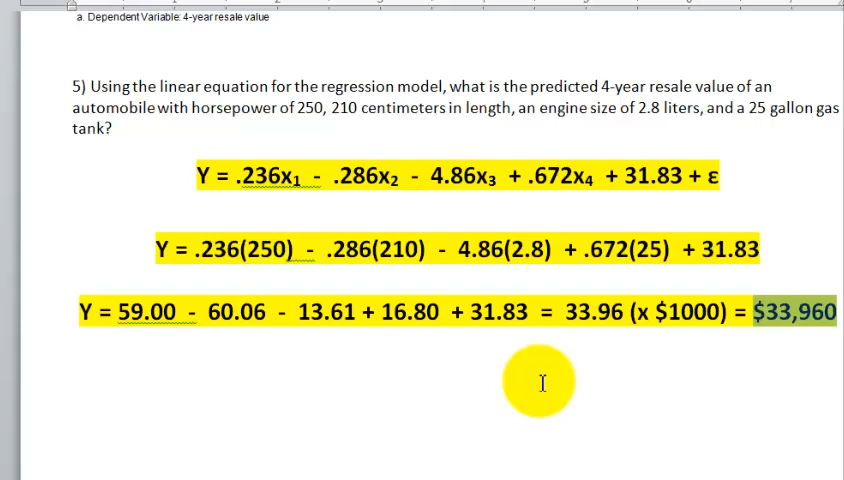 a. Dependent Variable: 4-year resale value
5) Using the linear equation for the regression model, what is the predicted 4-year resale value of an
automobile with horsepower of 250, 210 centimeters in length, an engine size of 2.8 liters, and a 25 gallon gas
tank?
Y = .236x₁ - .286x₂ - 4.86x₃ + .672x₄ + 31.83 + ε
Y = .236(250) - .286(210) - 4.86(2.8) + .672(25) + 31.83
Y = 59.00 - 60.06 - 13.61 + 16.80 + 31.83 = 33.96 (x $1000) = $33,960